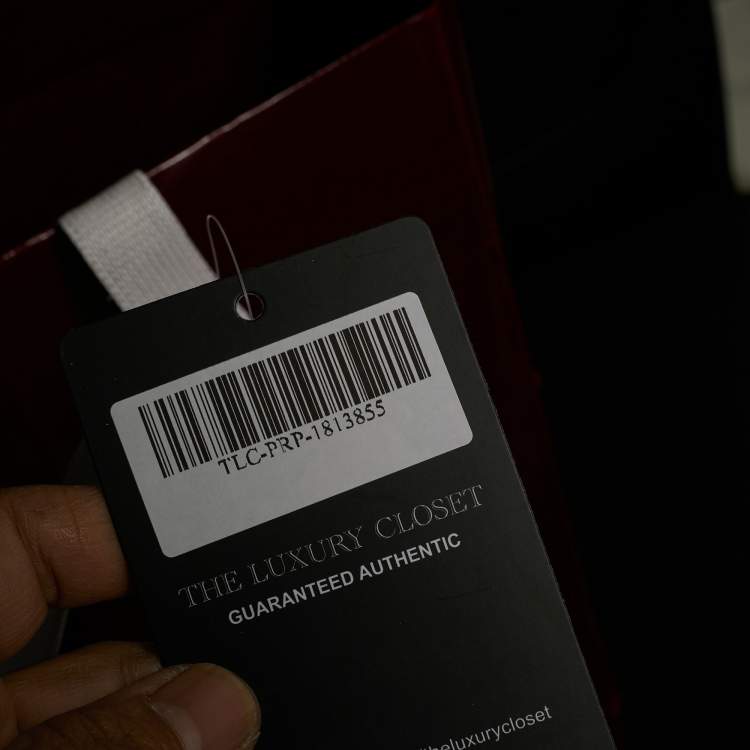 TLC-PRP-1813855
THE LUXURY CLOSET
GUARANTEED AUTHENTIC
theluxurycloset